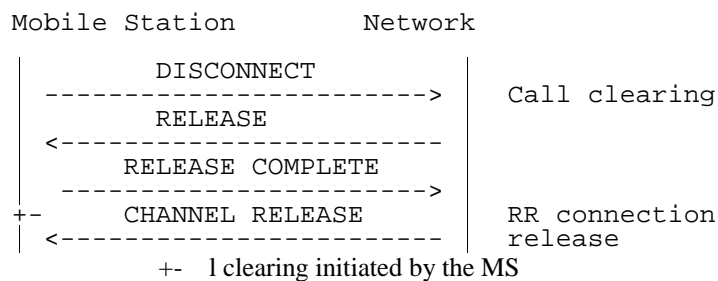 Mobile Station Network
DISCONNECT
------------------------> Call clearing
RELEASE
<------------------------
RELEASE COMPLETE
----------------------->
+- CHANNEL RELEASE RR connection
<------------------------ release
+- l clearing initiated by the MS